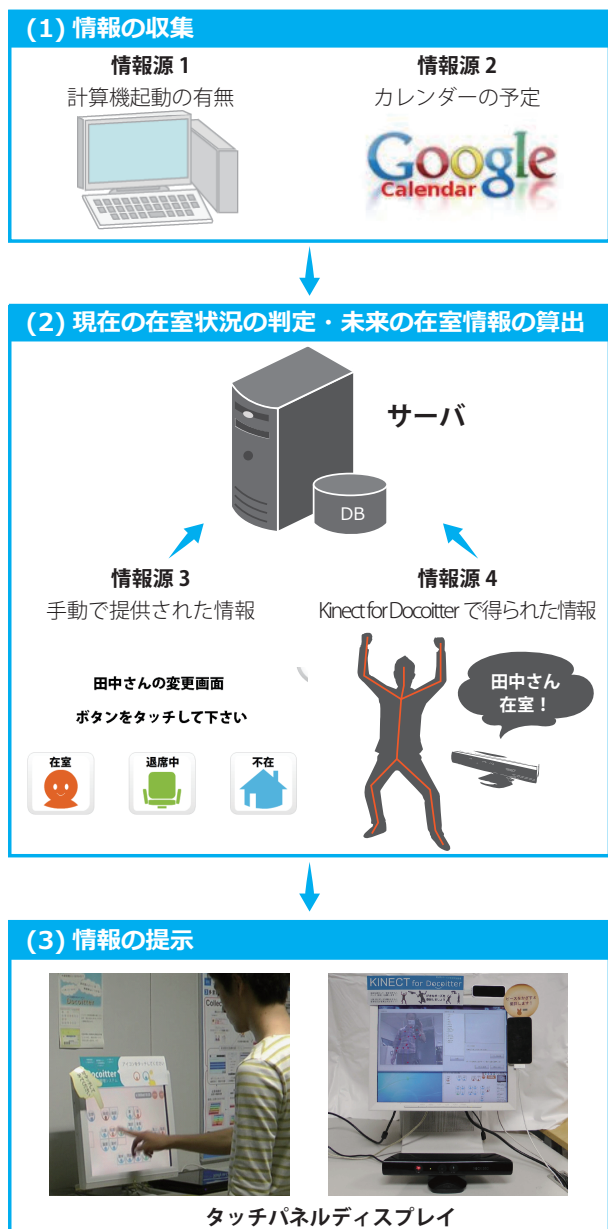 (1) 情報の収集
情報源 1
計算機起動の有無
情報源 2
カレンダーの予定
Google
Calendar
(2) 現在の在室状況の判定・未来の在室情報の算出
サーバ
DB
情報源 3
手動で提供された情報
田中さんの変更画面
ボタンをタッチして下さい
在室
退席中
不在
情報源 4
Kinect for Docoitter で得られた情報
田中さん
在室！
(3) 情報の提示
Docoitter
Collec
KINECT for Docoitter
タッチパネルディスプレイ